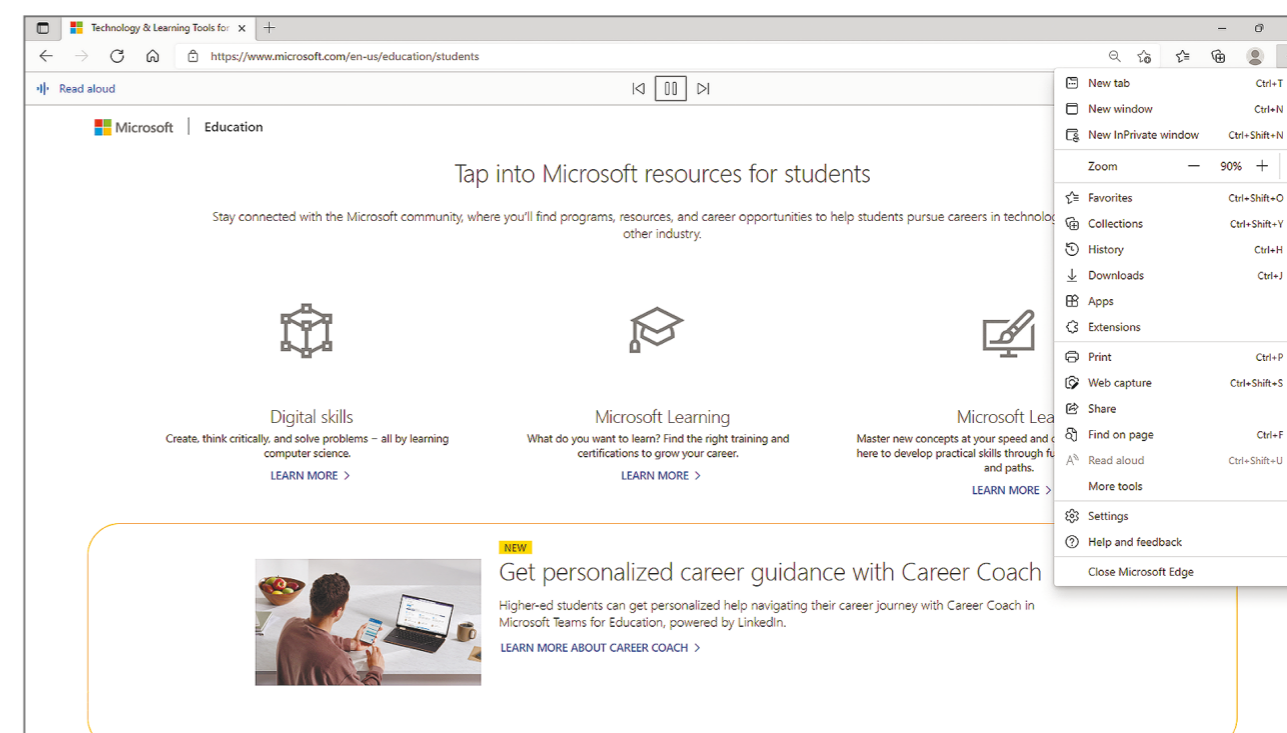 Technology & Learning Tools for
https://www.microsoft.com/en-us/education/students
Read aloud
Microsoft
Education
Tap into Microsoft resources for students
Stay connected with the Microsoft community, where you'll find programs, resources, and career opportunities to help students pursue careers in technolog
other industry.
Digital skills
Create, think critically, and solve problems – all by learning
computer science.
LEARN MORE >
Microsoft Learning
What do you want to learn? Find the right training and
certifications to grow your career.
LEARN MORE >
Microsoft Lea
Master new concepts at your speed and
here to develop practical skills through fu
and paths.
LEARN MORE >
NEW
Get personalized career guidance with Career Coach
Higher-ed students can get personalized help navigating their career journey with Career Coach in
Microsoft Teams for Education, powered by LinkedIn.
LEARN MORE ABOUT CAREER COACH >
New tab Ctrl+T
New window Ctrl+N
New InPrivate window Ctrl+Shift+N
Zoom — 90% +
Favorites Ctrl+Shift+O
Collections Ctrl+Shift+Y
History Ctrl+H
Downloads Ctrl+J
Apps
Extensions
Print Ctrl+P
Web capture Ctrl+Shift+S
Share
Find on page Ctrl+F
Read aloud Ctrl+Shift+U
More tools
Settings
Help and feedback
Close Microsoft Edge